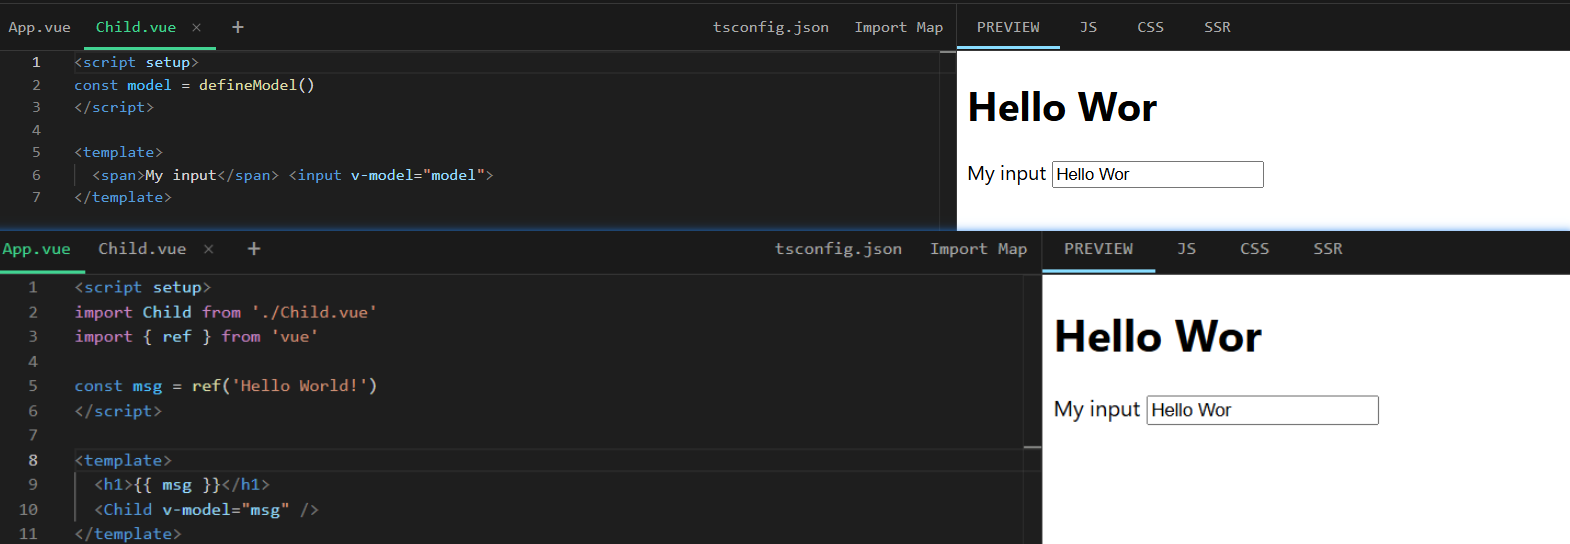 App.vue Child.vue × + tsconfig.json Import Map PREVIEW JS CSS SSR
1 <script setup>
2 const model = defineModel()
3 </script>
4
5 <template>
6 <span>My input</span> <input v-model="model">
7 </template>
Hello Wor
My input Hello Wor
App.vue Child.vue × + tsconfig.json Import Map PREVIEW JS CSS SSR
1 <script setup>
2 import Child from './Child.vue'
3 import { ref } from 'vue'
4
5 const msg = ref('Hello World!')
6 </script>
7
8 <template>
9 <h1>{{ msg }}</h1>
10 <Child v-model="msg" />
11 </template>
Hello Wor
My input Hello Wor